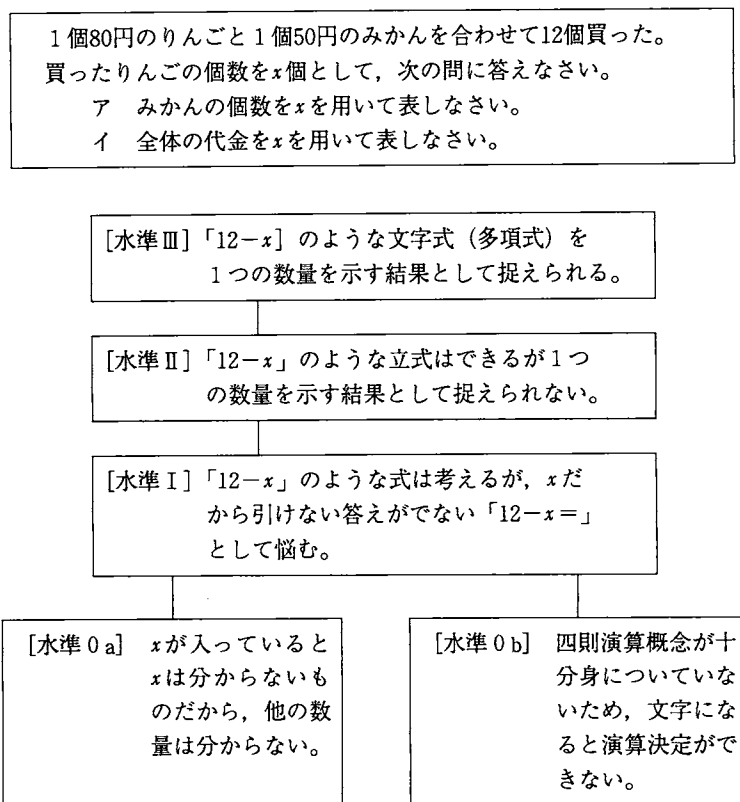 1個80円のりんごと1個50円のみかんを合わせて12個買った。
買ったりんごの個数をx個として，次の問に答えなさい。
ア　みかんの個数をxを用いて表しなさい。
イ　全体の代金をxを用いて表しなさい。
[水準Ⅲ]「12−x］のような文字式（多項式）を
1つの数量を示す結果として捉えられる。
[水準Ⅱ]「12−x」のような立式はできるが1つ
の数量を示す結果として捉えられない。
[水準Ⅰ]「12−x」のような式は考えるが，xだ
から引けない答えがでない「12−x＝」
として悩む。
[水準0a]　xが入っていると
xは分からないも
のだから，他の数
量は分からない。
[水準0b]　四則演算概念が十
分身についていな
いため，文字にな
ると演算決定がで
きない。